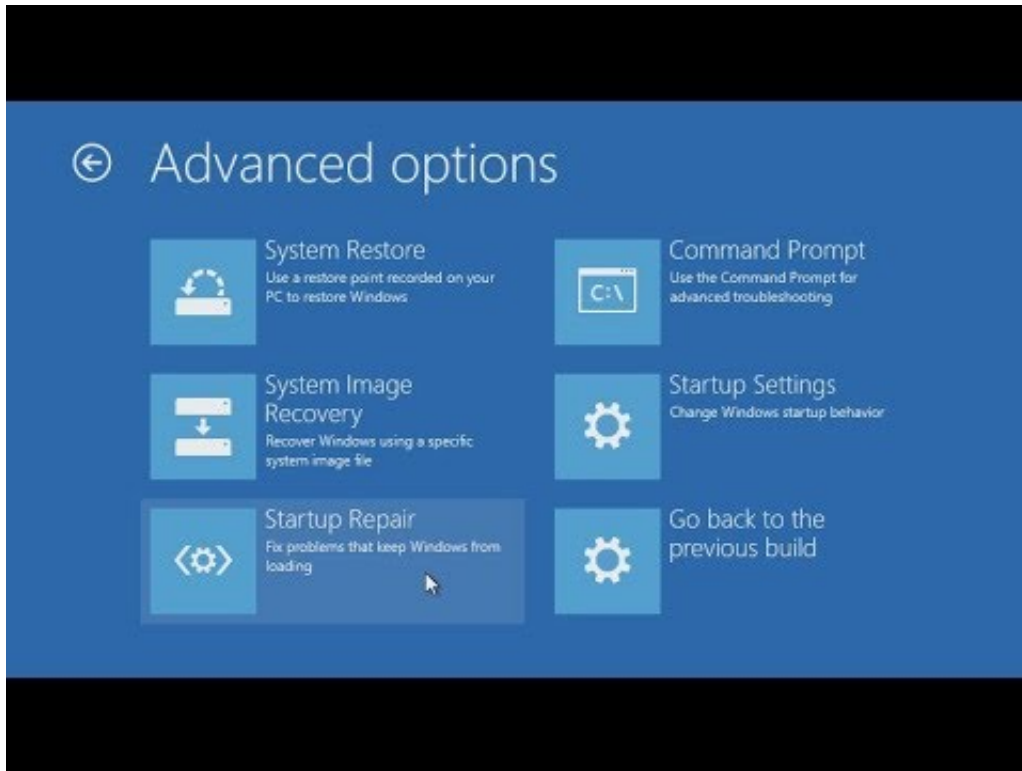 Advanced options
System Restore
Use a restore point recorded on your
PC to restore Windows
System Image
Recovery
Recover Windows using a specific
system image file
Startup Repair
Fix problems that keep Windows from
loading
Command Prompt
Use the Command Prompt for
advanced troubleshooting
C:\
Startup Settings
Change Windows startup behavior
Go back to the
previous build